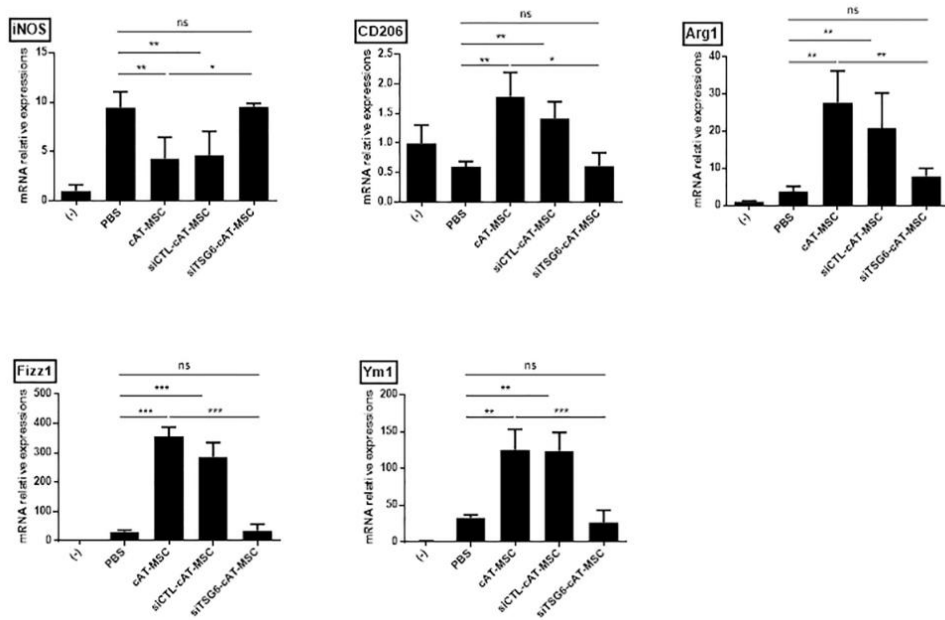 iNOS
ns
**
**
*
mRNA relative expressions
15
10
5
0
(-)
PBS
cAT-MSC
siCTL-cAT-MSC
siTSG6-cAT-MSC
CD206
ns
**
**
*
mRNA relative expressions
2.5
2.0
1.5
1.0
0.5
0.0
(-)
PBS
cAT-MSC
siCTL-cAT-MSC
siTSG6-cAT-MSC
Arg1
ns
**
**
**
mRNA relative expressions
40
30
20
10
0
(-)
PBS
cAT-MSC
siCTL-cAT-MSC
siTSG6-cAT-MSC
Fizz1
ns
***
***
***
mRNA relative expressions
500
400
300
200
100
0
(-)
PBS
cAT-MSC
siCTL-cAT-MSC
siTSG6-cAT-MSC
Ym1
ns
**
**
***
mRNA relative expressions
200
150
100
50
0
(-)
PBS
cAT-MSC
siCTL-cAT-MSC
siTSG6-cAT-MSC